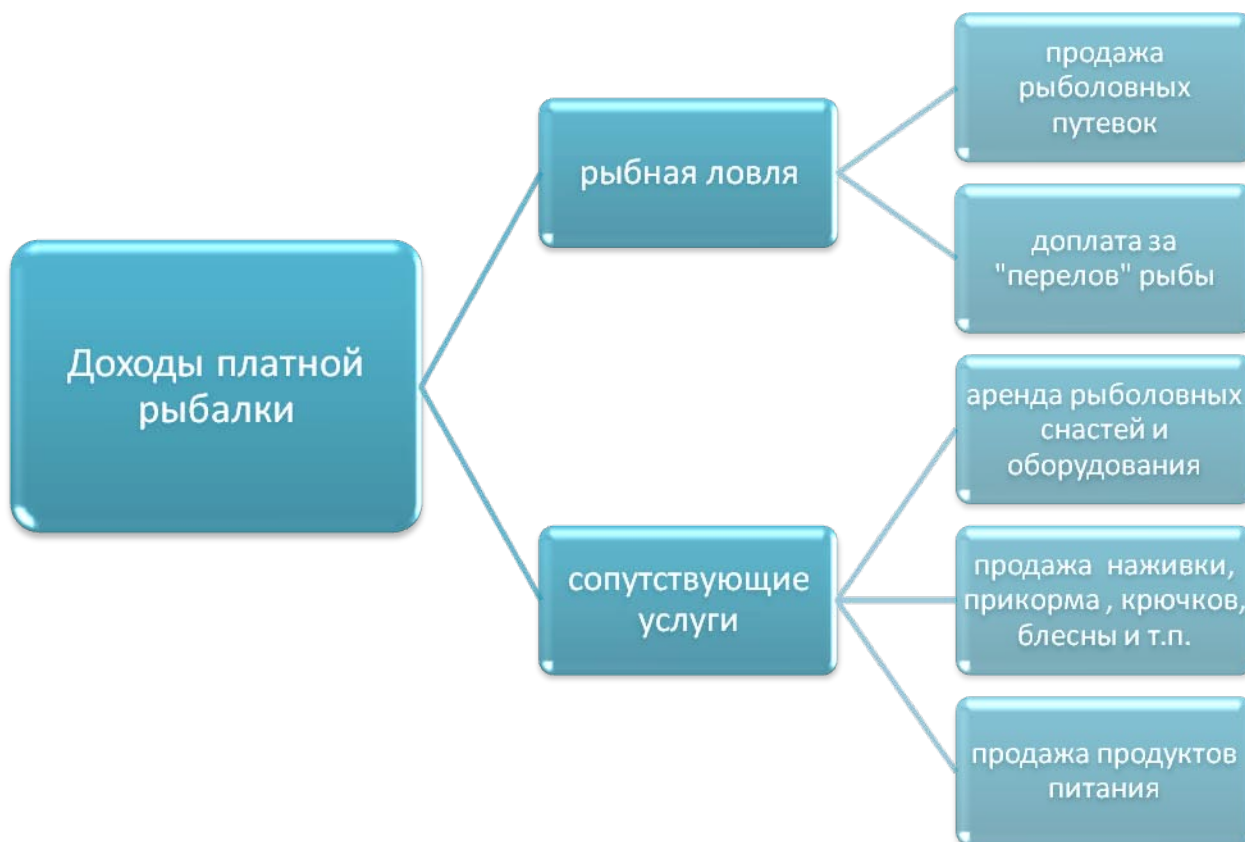 Доходы платной
рыбалки
рыбная ловля
продажа
рыболовных
путевок
доплата за
"перелов" рыбы
сопутствующие
услуги
аренда рыболовных
снастей и
оборудования
продажа  наживки,
прикорма , крючков,
блесны и т.п.
продажа продуктов
питания